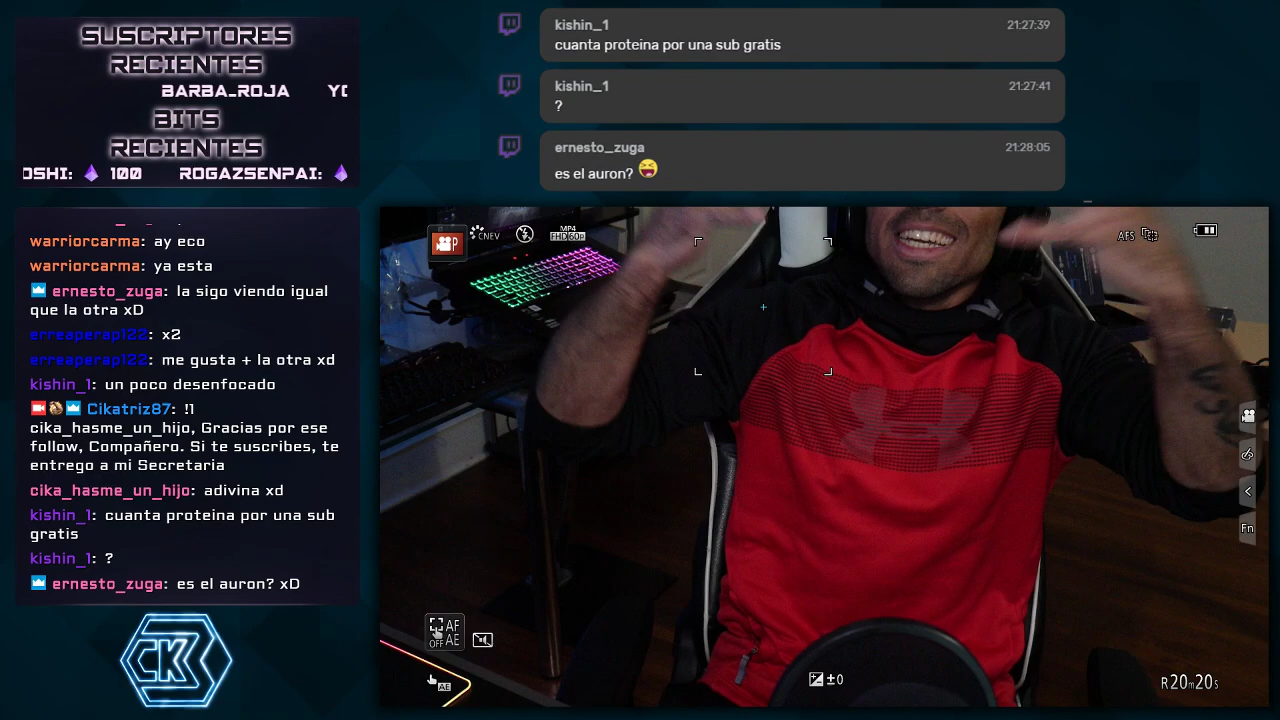 SUSCRIPTORES
RECIENTES
BARBA_ROJA
BITS
RECIENTES
OSHI: 100 ROGAZSENPAI:
kishin_1 21:27:39
cuanta proteina por una sub gratis
kishin_1 21:27:41
?
ernesto_zuga 21:28:05
es el auron?
warriorcarma: ay eco
warriorcarma: ya esta
ernesto_zuga: la sigo viendo igual
que la otra xD
erreaperap122: x2
erreaperap122: me gusta + la otra xd
kishin_1: un poco desenfocado
Cikatriz87: !1
cika_hasme_un_hijo, Gracias por ese
follow, Compañero. Si te suscribes, te
entrego a mi Secretaria
cika_hasme_un_hijo: adivina xd
kishin_1: cuanta proteina por una sub
gratis
kishin_1: ?
ernesto_zuga: es el auron? xD
P
CNEV
MP4
FHD 60p
AFS
Fn
AF
OFF AE
AE
±0
R20m20s